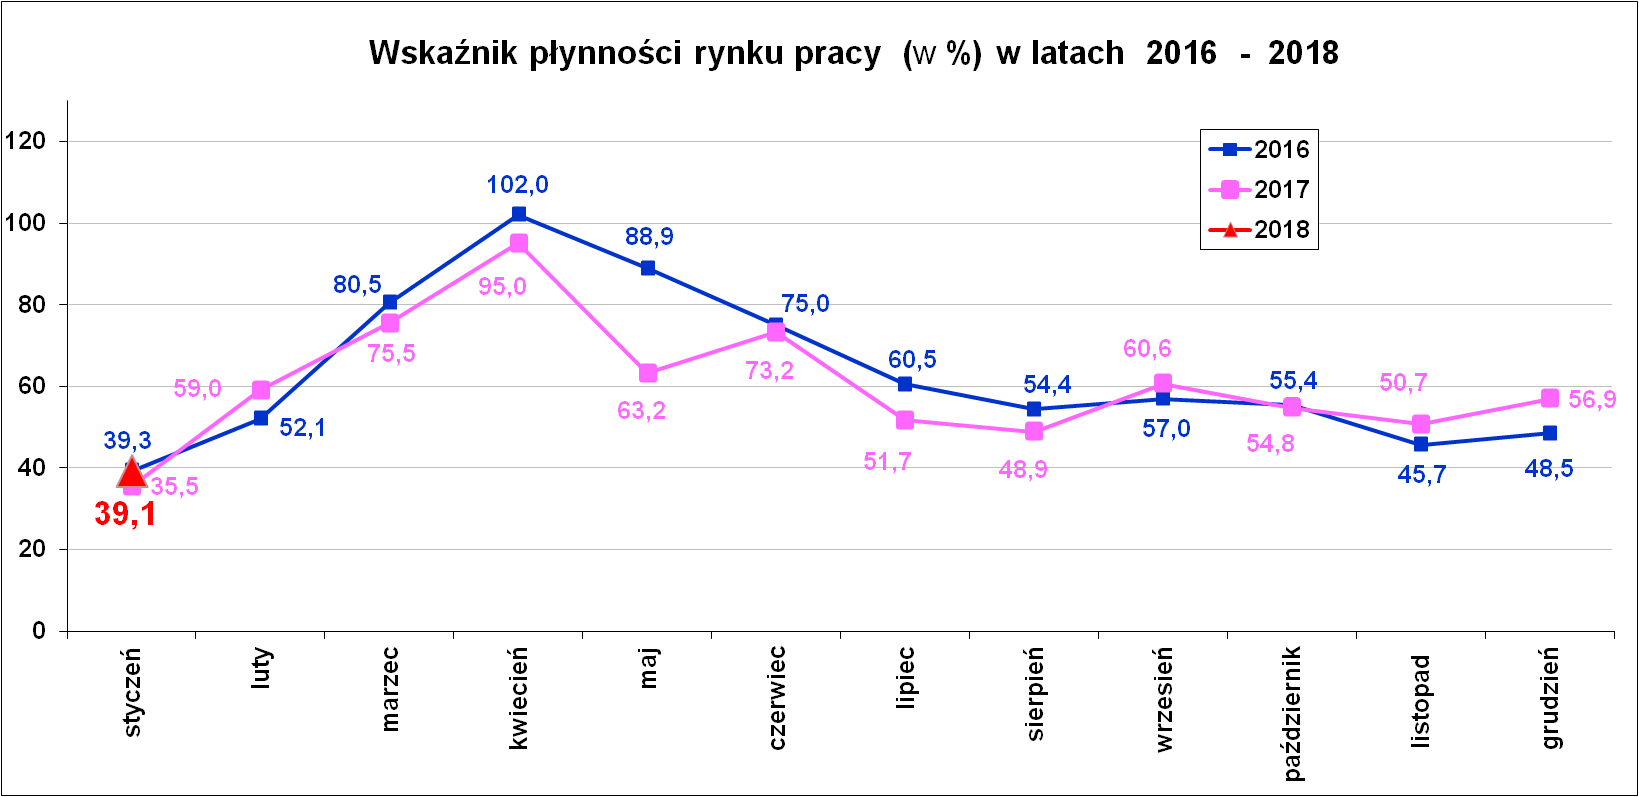 Wskaźnik płynności rynku pracy (w %) w latach 2016 - 2018
120
100
80
60
40
20
0
2016
2017
2018
102,0
88,9
80,5
95,0
75,0
75,5
73,2
60,5
60,6
59,0
52,1
63,2
54,4
55,4
50,7
56,9
39,3
57,0
54,8
51,7
48,9
45,7
48,5
35,5
39,1
styczeń
luty
marzec
kwiecień
maj
czerwiec
lipiec
sierpień
wrzesień
październik
listopad
grudzień